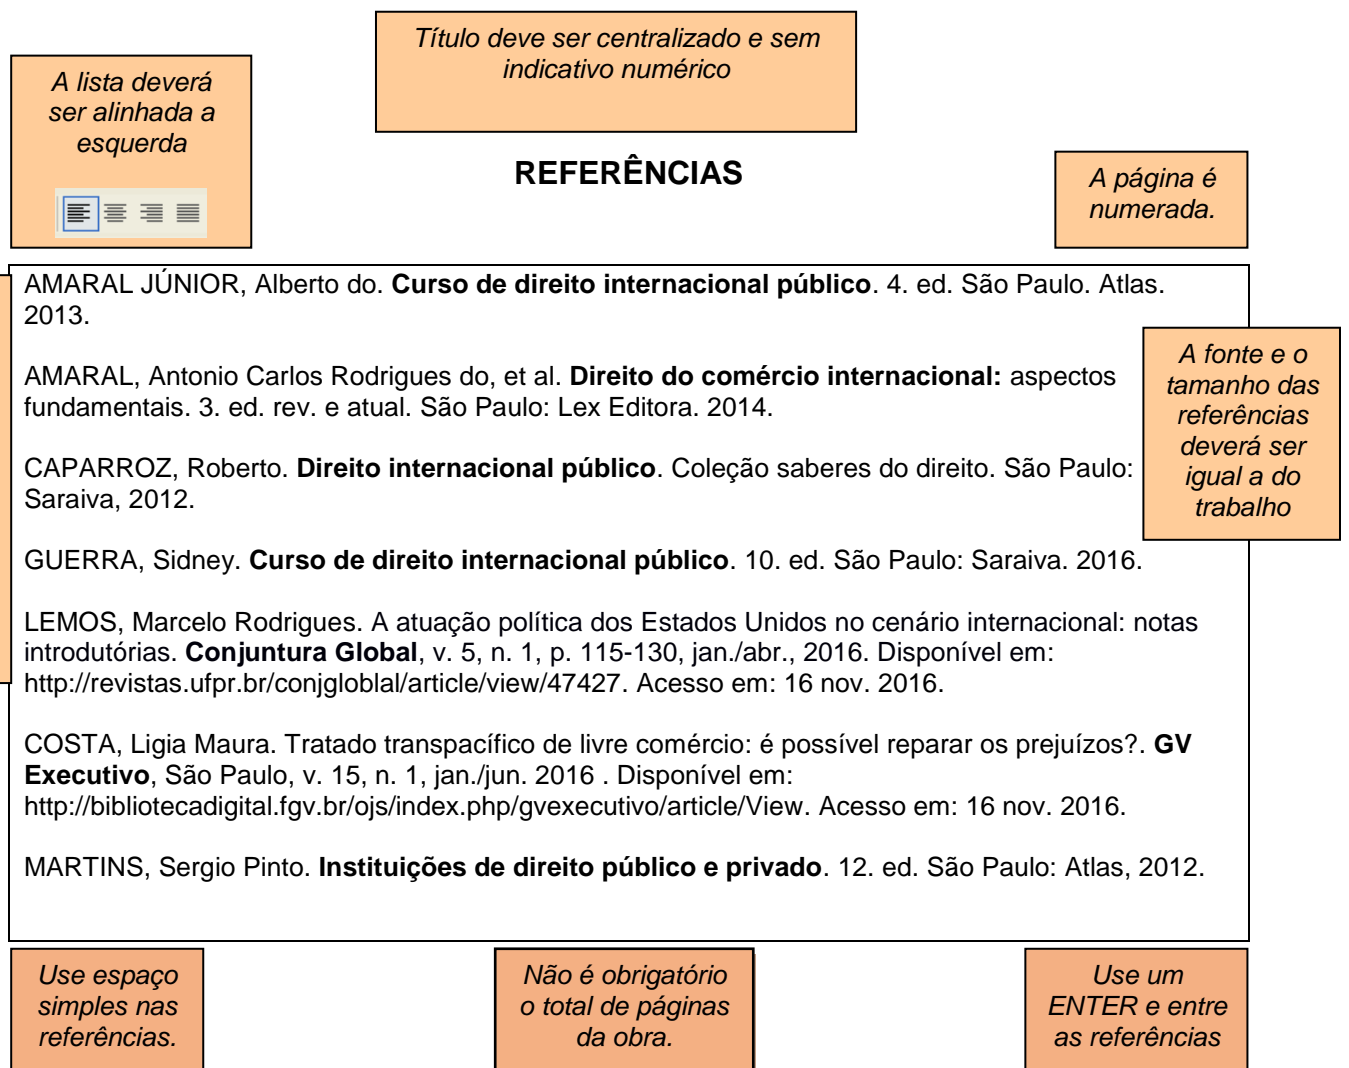 Título deve ser centralizado e sem
indicativo numérico
A lista deverá
ser alinhada a
esquerda
REFERÊNCIAS
A página é
numerada.
AMARAL JÚNIOR, Alberto do. Curso de direito internacional público. 4. ed. São Paulo. Atlas.
2013.
AMARAL, Antonio Carlos Rodrigues do, et al. Direito do comércio internacional: aspectos
fundamentais. 3. ed. rev. e atual. São Paulo: Lex Editora. 2014.
CAPARROZ, Roberto. Direito internacional público. Coleção saberes do direito. São Paulo:
Saraiva, 2012.
GUERRA, Sidney. Curso de direito internacional público. 10. ed. São Paulo: Saraiva. 2016.
LEMOS, Marcelo Rodrigues. A atuação política dos Estados Unidos no cenário internacional: notas
introdutórias. Conjuntura Global, v. 5, n. 1, p. 115-130, jan./abr., 2016. Disponível em:
http://revistas.ufpr.br/conjgloblal/article/view/47427. Acesso em: 16 nov. 2016.
COSTA, Ligia Maura. Tratado transpacífico de livre comércio: é possível reparar os prejuízos?. GV
Executivo, São Paulo, v. 15, n. 1, jan./jun. 2016 . Disponível em:
http://bibliotecadigital.fgv.br/ojs/index.php/gvexecutivo/article/View. Acesso em: 16 nov. 2016.
MARTINS, Sergio Pinto. Instituições de direito público e privado. 12. ed. São Paulo: Atlas, 2012.
A fonte e o
tamanho das
referências
deverá ser
igual a do
trabalho
Use espaço
simples nas
referências.
Não é obrigatório
o total de páginas
da obra.
Use um
ENTER e entre
as referências